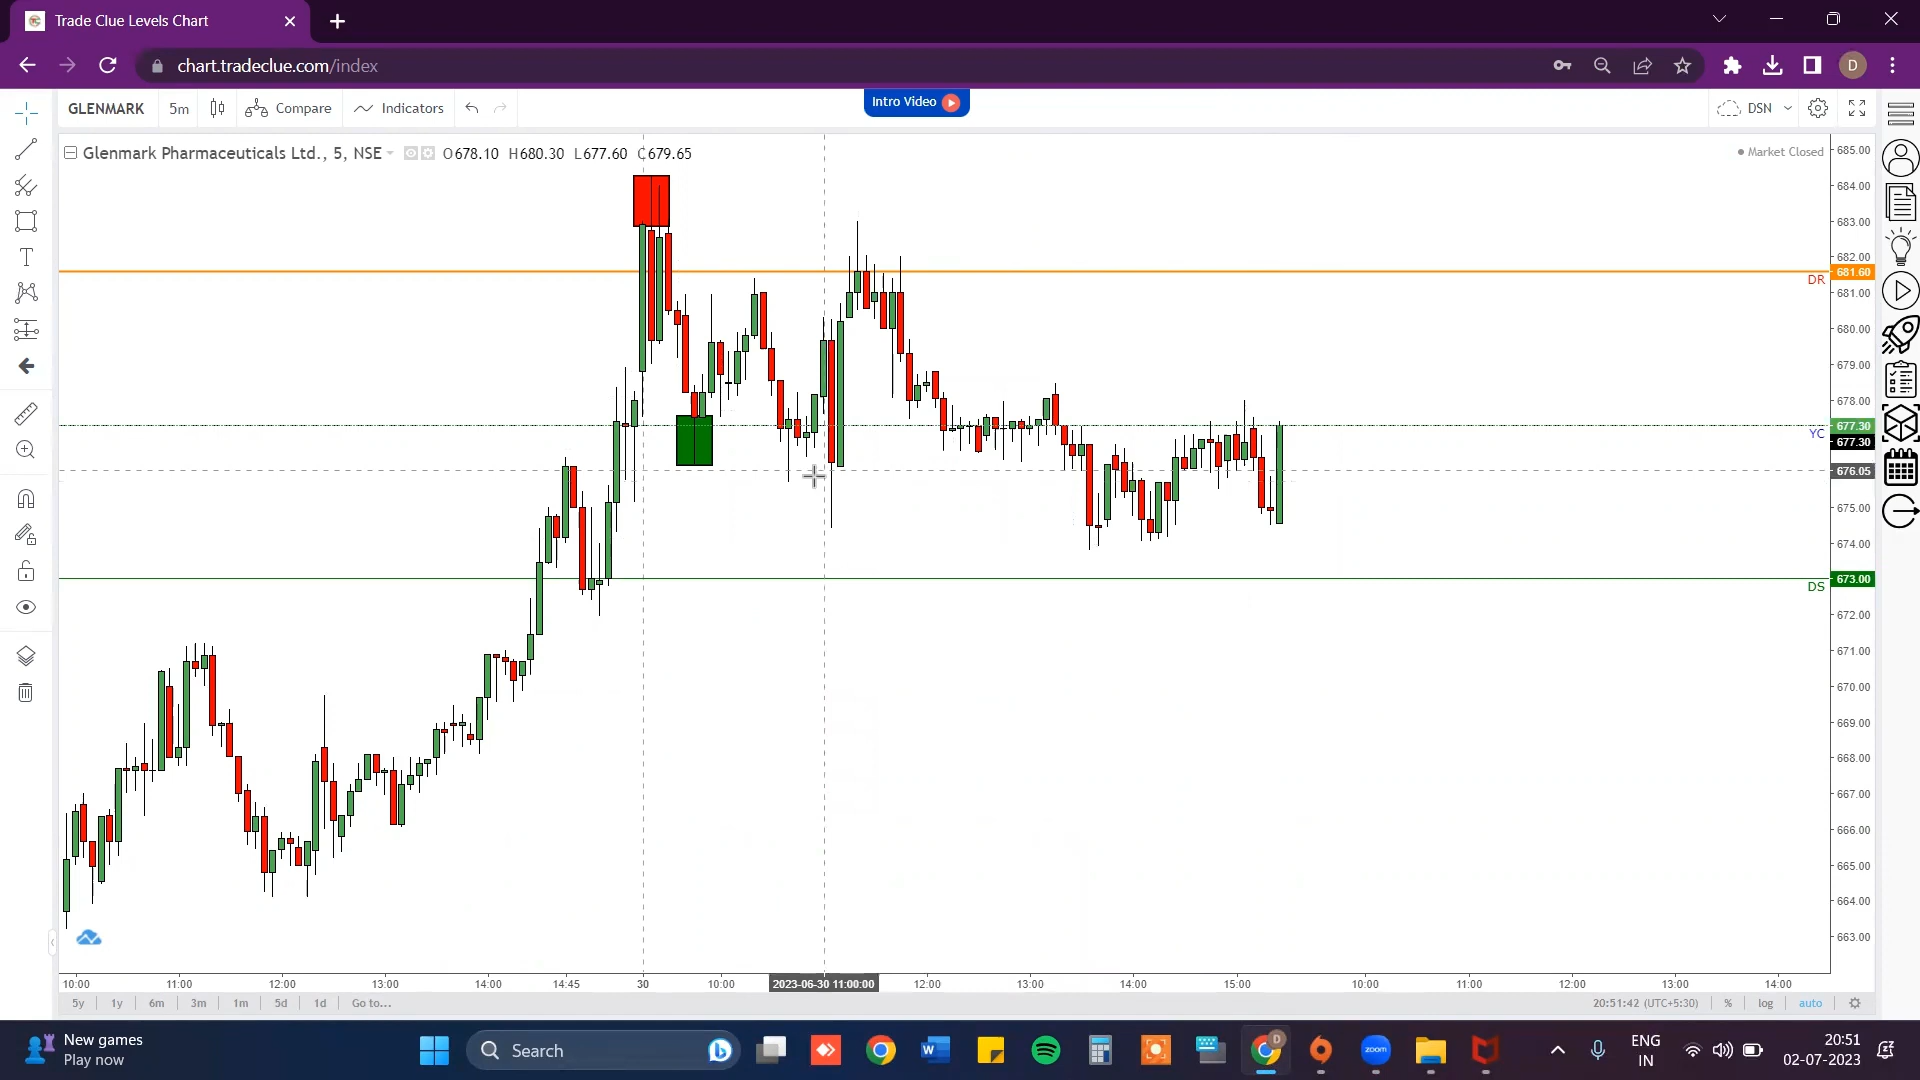 Trade Clue Levels Chart
chart.tradeclue.com/index
D
GLENMARK
5m
Compare
Indicators
Intro Video
DSN
Glenmark Pharmaceuticals Ltd., 5, NSE
O678.10 H680.30 L677.60 C679.65
Market Closed
685.00
684.00
683.00
682.00
681.60
DR
681.00
680.00
679.00
678.00
677.30
YC
677.30
676.05
675.00
674.00
673.00
DS
672.00
671.00
670.00
669.00
668.00
667.00
666.00
665.00
664.00
663.00
10:00 11:00 12:00 13:00 14:00 14:45 30 10:00 2023-06-30 11:00:00 12:00 13:00 14:00 15:00 10:00 11:00 12:00 13:00 14:00
5y 1y 6m 3m 1m 5d 1d Go to... 20:51:42 (UTC+5:30) % log auto
New games
Play now
Search
zoom
ENG
IN
20:51
02-07-2023